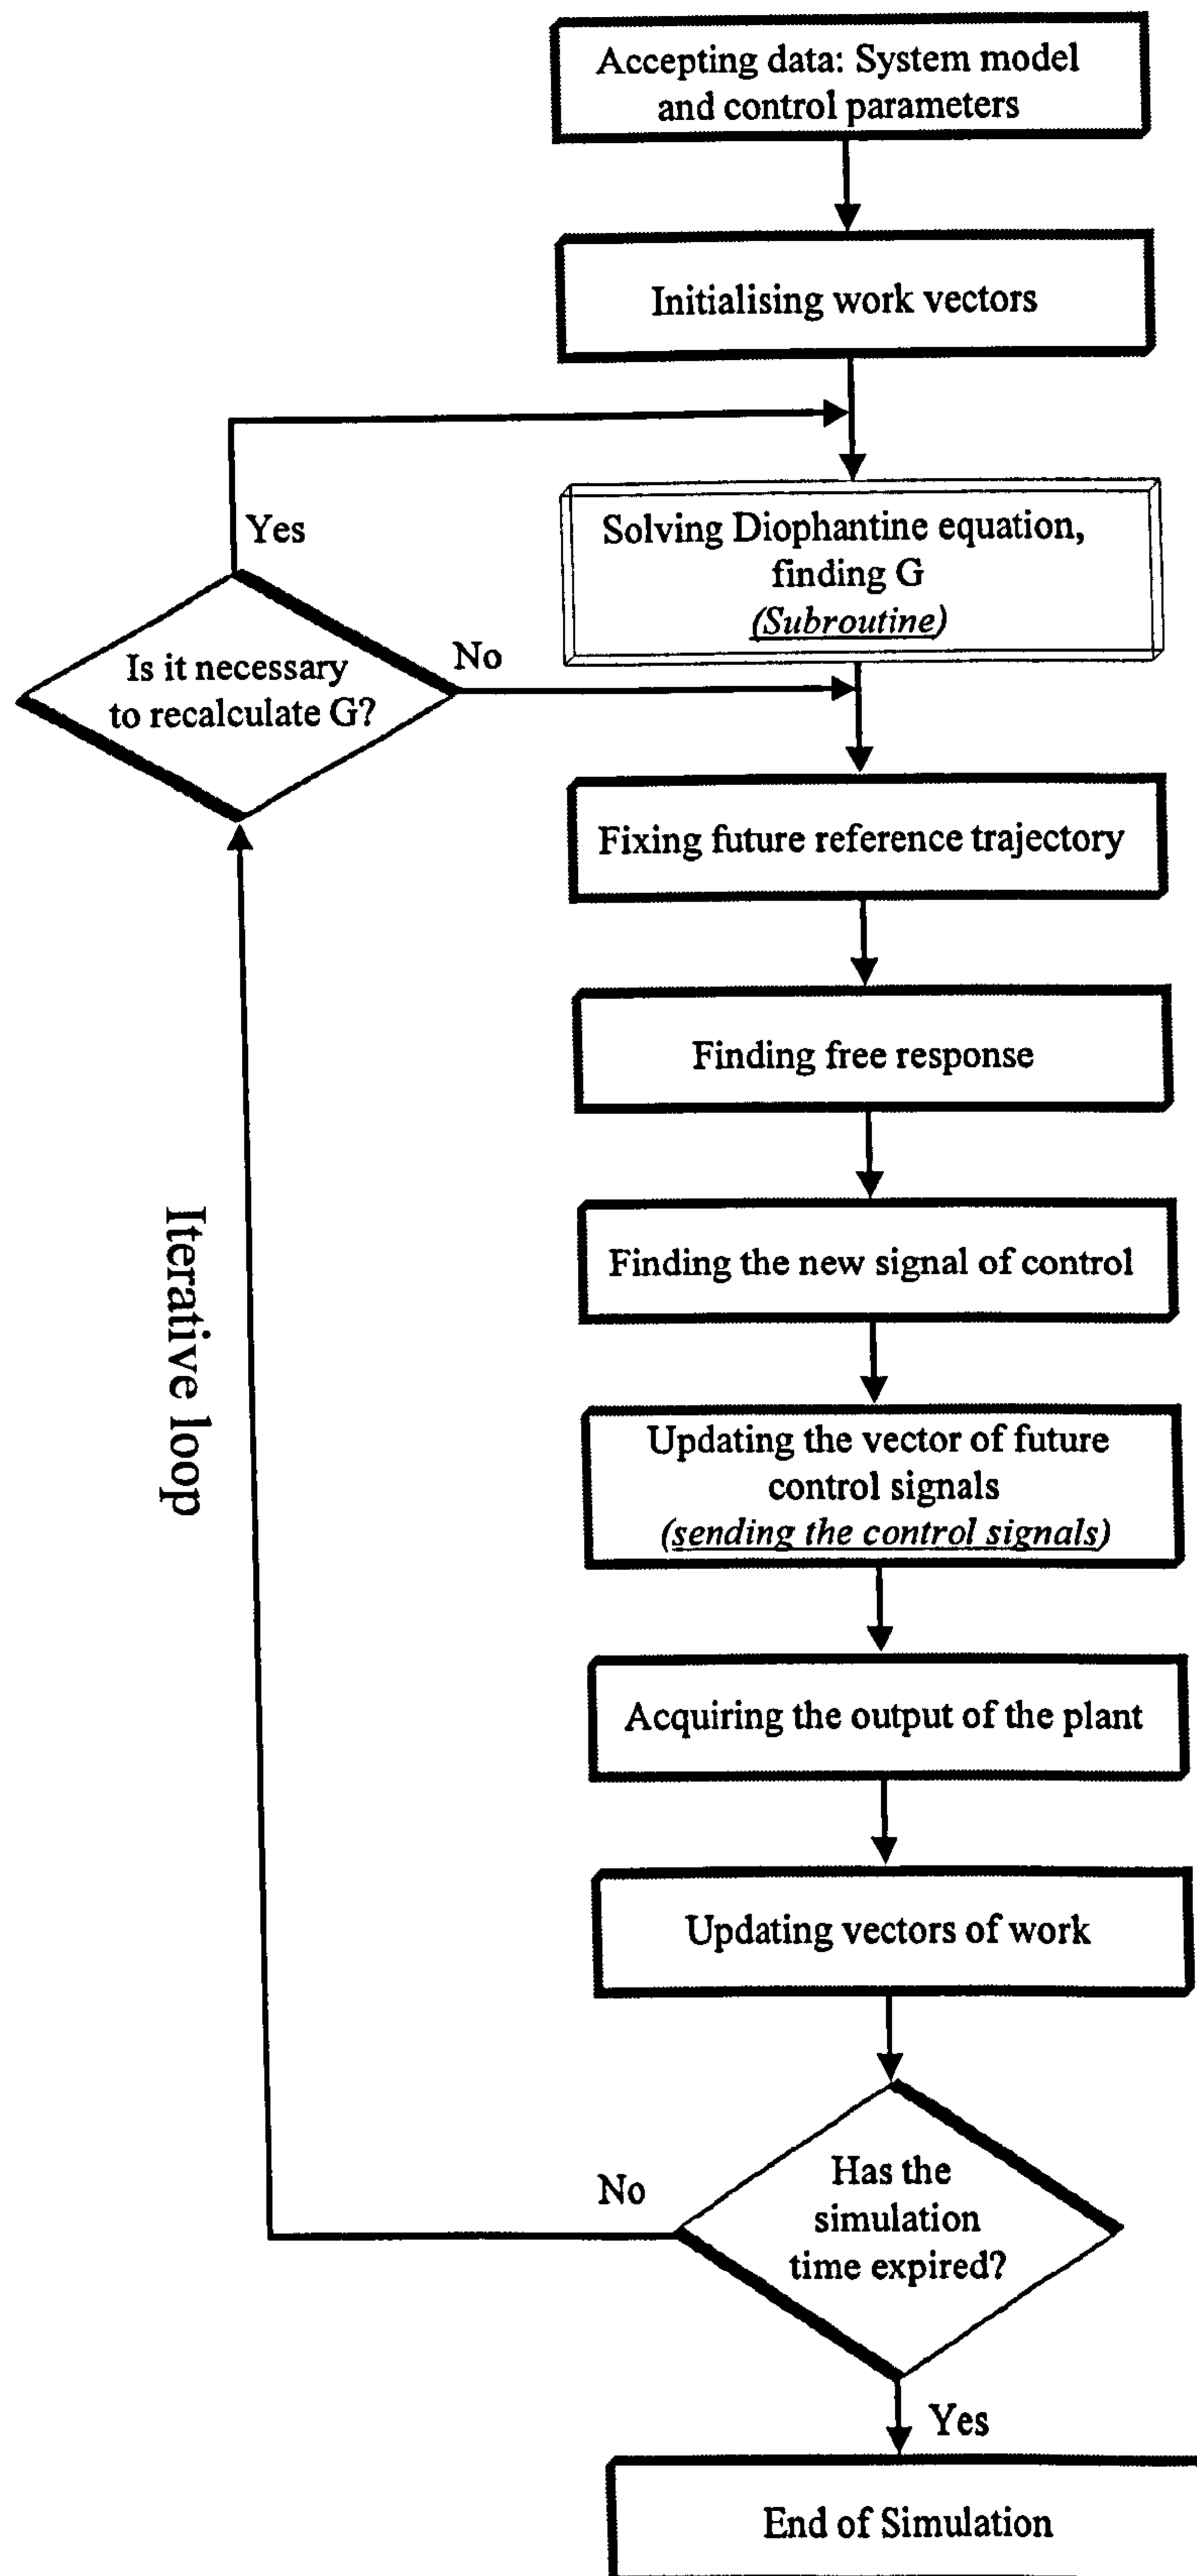 Accepting data: System model
and control parameters
Initialising work vectors
Yes
Solving Diophantine equation,
finding G
(Subroutine)
Is it necessary
to recalculate G?
No
Fixing future reference trajectory
Finding free response
Finding the new signal of control
Iterative loop
Updating the vector of future
control signals
(sending the control signals)
Acquiring the output of the plant
Updating vectors of work
Has the
simulation
time expired?
No
Yes
End of Simulation